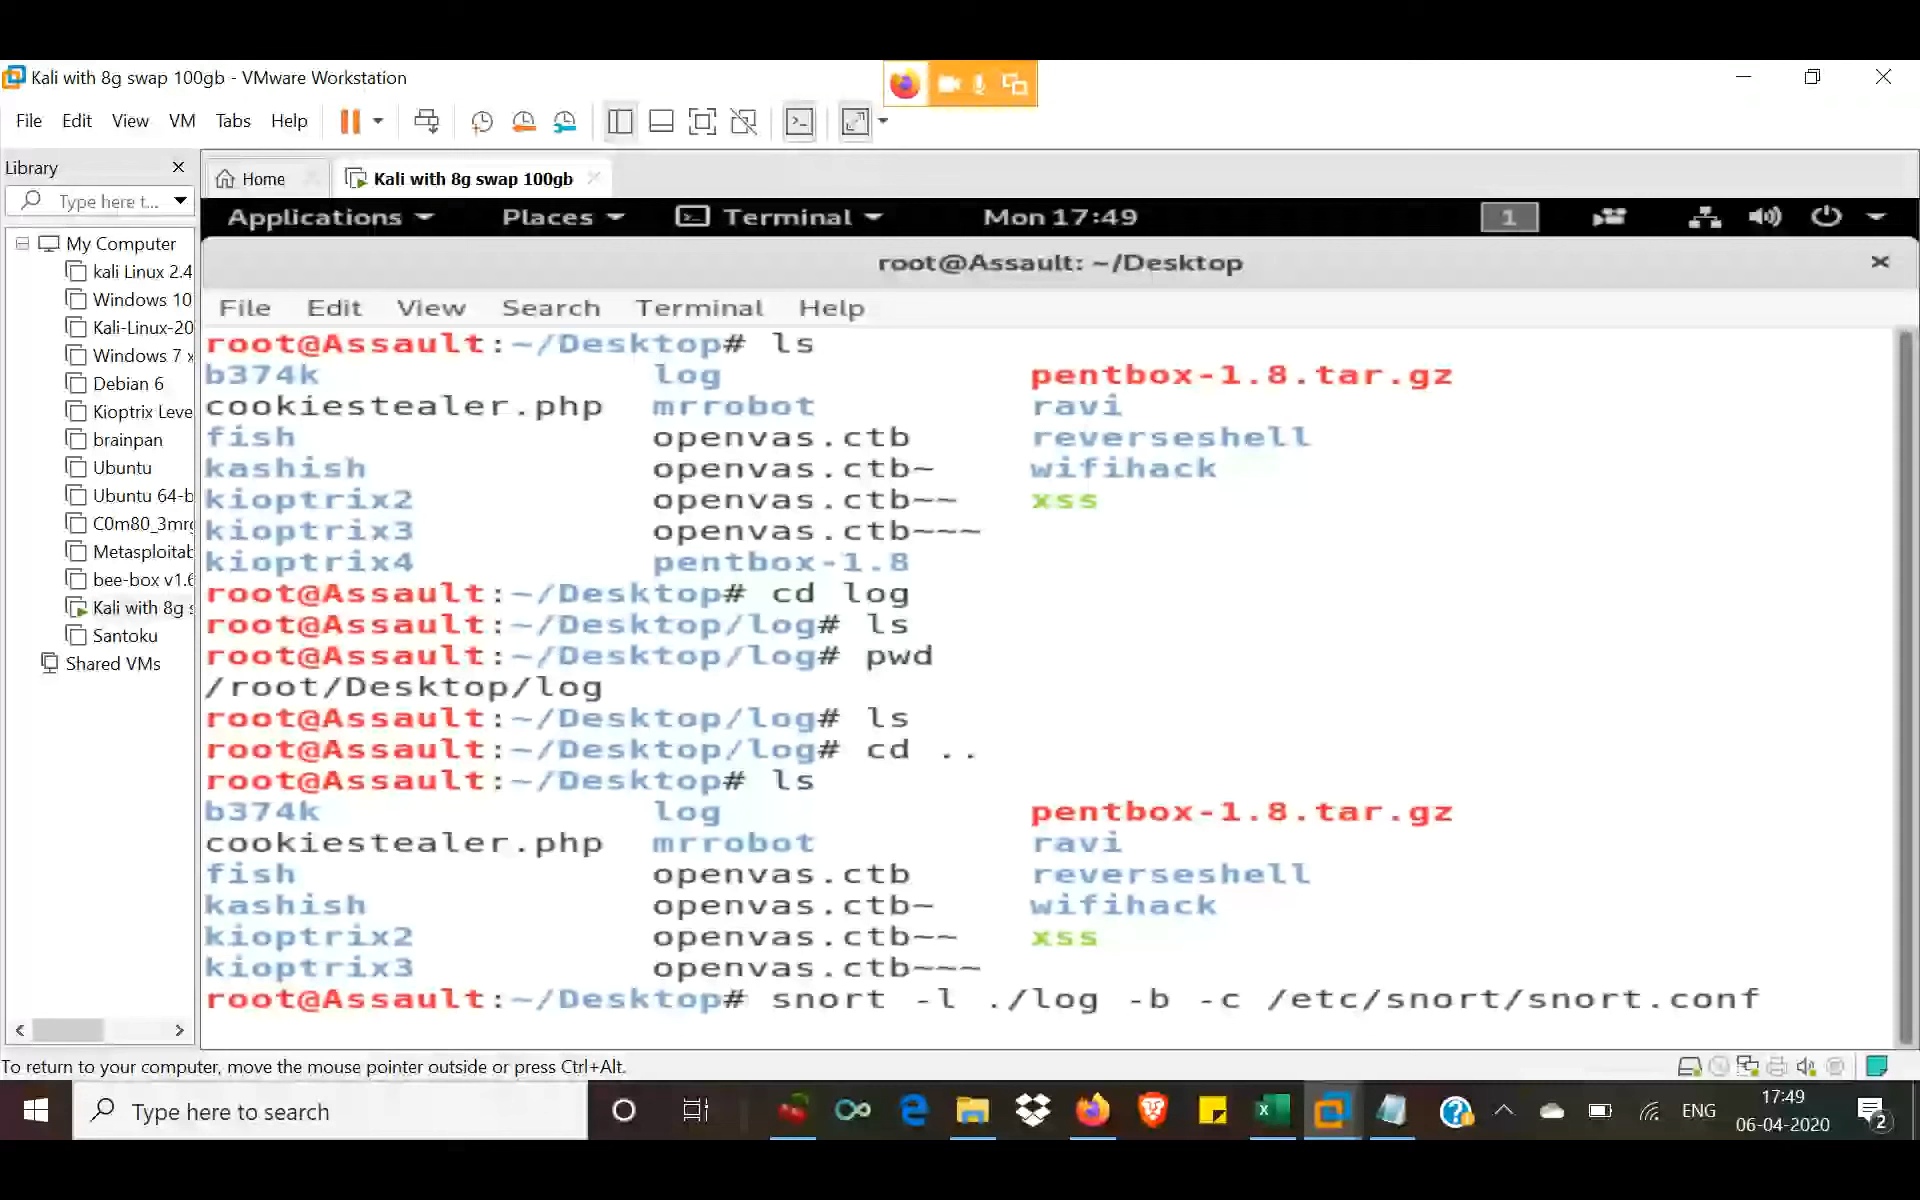 Kali with 8g swap 100gb - VMware Workstation
File Edit View VM Tabs Help
Library
Type here t...
Home
Kali with 8g swap 100gb
Applications Places Terminal Mon 17:49 1
My Computer
kali Linux 2.4
Windows 10
Kali-Linux-20
Windows 7 x
Debian 6
Kioptrix Leve
brainpan
Ubuntu
Ubuntu 64-b
C0m80_3mrg
Metasploitab
bee-box v1.6
Kali with 8g s
Santoku
Shared VMs
root@Assault: ~/Desktop
File Edit View Search Terminal Help
root@Assault:~/Desktop# ls
b374k log pentbox-1.8.tar.gz
cookiestealer.php mrrobot ravi
fish openvas.ctb reverseshell
kashish openvas.ctb~ wifihack
kioptrix2 openvas.ctb~~ xss
kioptrix3 openvas.ctb~~~
kioptrix4 pentbox-1.8
root@Assault:~/Desktop# cd log
root@Assault:~/Desktop/log# ls
root@Assault:~/Desktop/log# pwd
/root/Desktop/log
root@Assault:~/Desktop/log# ls
root@Assault:~/Desktop/log# cd ..
root@Assault:~/Desktop# ls
b374k log pentbox-1.8.tar.gz
cookiestealer.php mrrobot ravi
fish openvas.ctb reverseshell
kashish openvas.ctb~ wifihack
kioptrix2 openvas.ctb~~ xss
kioptrix3 openvas.ctb~~~
root@Assault:~/Desktop# snort -l ./log -b -c /etc/snort/snort.conf
To return to your computer, move the mouse pointer outside or press Ctrl+Alt.
Type here to search
ENG
17:49
06-04-2020
2